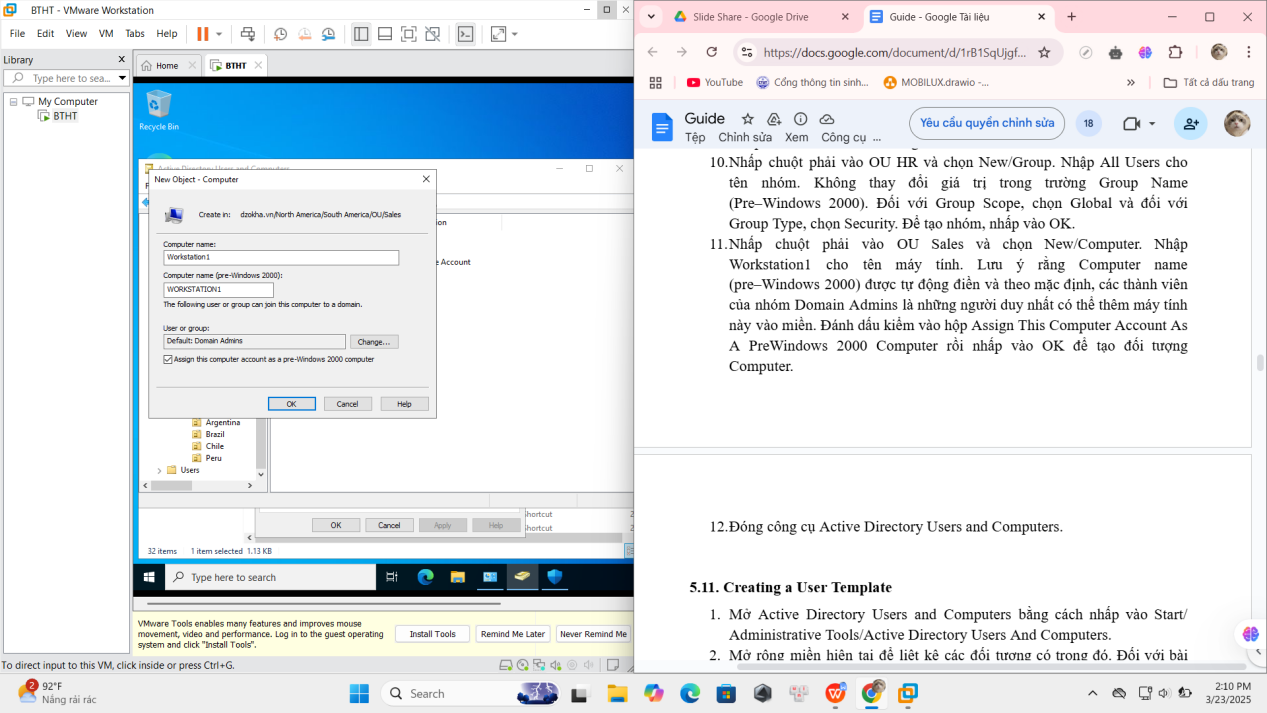 BTHT - VMware Workstation
File Edit View VM Tabs Help
Library
Type here to sea...
My Computer
BTHT
Home
BTHT
Recycle Bin
Active Directory Users and Computers
New Object - Computer
Create in: dzokha.vn/North America/South America/OU/Sales
Computer name:
Workstation1
Computer name (pre-Windows 2000):
WORKSTATION1
The following user or group can join this computer to a domain.
User or group:
Default: Domain Admins
Change...
Assign this computer account as a pre-Windows 2000 computer
OK Cancel Help
Account
Argentina
Brazil
Chile
Peru
Users
OK Cancel Apply Help
Shortcut
Shortcut
32 items 1 item selected 1.13 KB
Type here to search
VMware Tools enables many features and improves mouse
movement, video and performance. Log in to the guest operating
system and click "Install Tools".
Install Tools Remind Me Later Never Remind Me
To direct input to this VM, click inside or press Ctrl+G.
Slide Share - Google Drive
Guide - Google Tài liệu
https://docs.google.com/document/d/1rB1SqUjgf...
YouTube
Cổng thông tin sinh...
MOBILUX.drawio -...
Tất cả dấu trang
Guide
Tệp Chỉnh sửa Xem Công cụ ...
Yêu cầu quyền chỉnh sửa
18
10.Nhấp chuột phải vào OU HR và chọn New/Group. Nhập All Users cho
tên nhóm. Không thay đổi giá trị trong trường Group Name
(Pre–Windows 2000). Đối với Group Scope, chọn Global và đối với
Group Type, chọn Security. Để tạo nhóm, nhấp vào OK.
11.Nhấp chuột phải vào OU Sales và chọn New/Computer. Nhập
Workstation1 cho tên máy tính. Lưu ý rằng Computer name
(pre–Windows 2000) được tự động điền và theo mặc định, các thành viên
của nhóm Domain Admins là những người duy nhất có thể thêm máy tính
này vào miền. Đánh dấu kiểm vào hộp Assign This Computer Account As
A PreWindows 2000 Computer rồi nhấp vào OK để tạo đối tượng
Computer.
12.Đóng công cụ Active Directory Users and Computers.
5.11. Creating a User Template
1. Mở Active Directory Users and Computers bằng cách nhấp vào Start/
Administrative Tools/Active Directory Users And Computers.
2. Mở rộng miền hiện tại để liệt kê các đối tượng có trong đó. Đối với bài
2
92°F
Nắng rải rác
Search
2:10 PM
3/23/2025